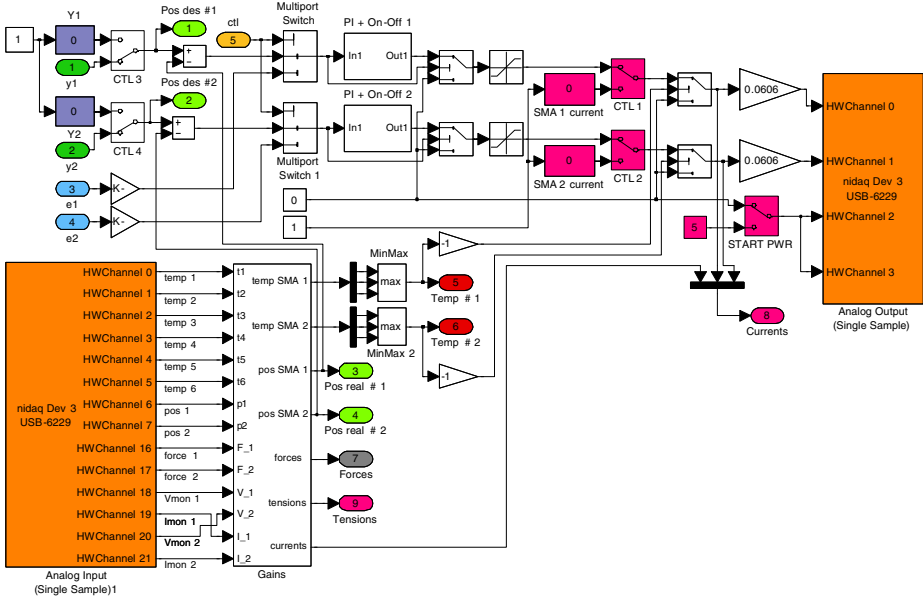 Y1
Pos des #1
ctl
Multiport
Switch
PI + On-Off 1
1
0
1
5
In1
Out1
1
y1
CTL 3
+
−
Pos des#2
SMA 1 current
0
CTL 1
0.0606
HWChannel 0
0
2
PI + On-Off 2
In1
Out1
Y2
CTL 4
+
−
2
y2
Multiport
Switch 1
0
SMA 2 current
CTL 2
0.0606
HWChannel 1
nidaq Dev 3
USB-6229
3
e1
K-
4
e2
K-
0
1
5
START PWR
HWChannel 2
HWChannel 3
Analog Output
(Single Sample)
8
Currents
-1
MinMax
max
5
Temp # 1
max
MinMax 2
6
Temp # 2
-1
nidaq Dev 3
USB-6229
HWChannel 0
temp 1
t1
HWChannel 1
temp 2
t2
HWChannel 2
temp 3
t3
HWChannel 3
temp 4
t4
HWChannel 4
temp 5
t5
HWChannel 5
temp 6
t6
HWChannel 6
pos 1
p1
HWChannel 7
pos 2
p2
HWChannel 16
force 1
F_1
HWChannel 17
force 2
F_2
HWChannel 18
Vmon 1
V_1
HWChannel 19
Imon 1
V_2
HWChannel 20
Vmon 2
I_1
HWChannel 21
Imon 2
I_2
temp SMA 1
temp SMA 2
pos SMA 1
3
Pos real # 1
pos SMA 2
4
Pos real # 2
forces
7
Forces
tensions
9
Tensions
currents
Gains
Analog Input
(Single Sample)1